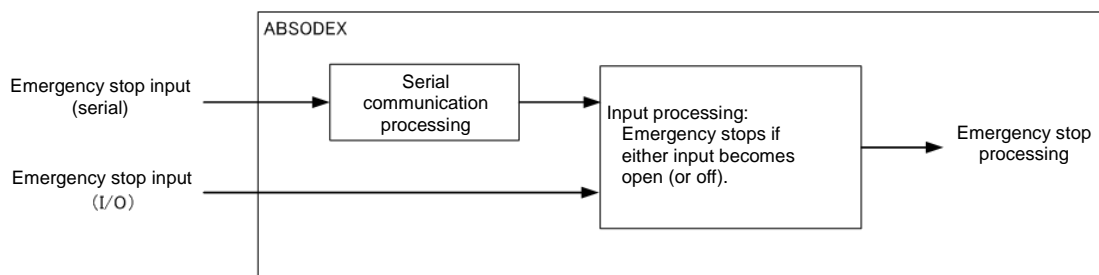 ABSODEX
Emergency stop input
(serial)
Serial
communication
processing
Input processing:
Emergency stops if
either input becomes
open (or off).
Emergency stop
processing
Emergency stop input
(I/O)